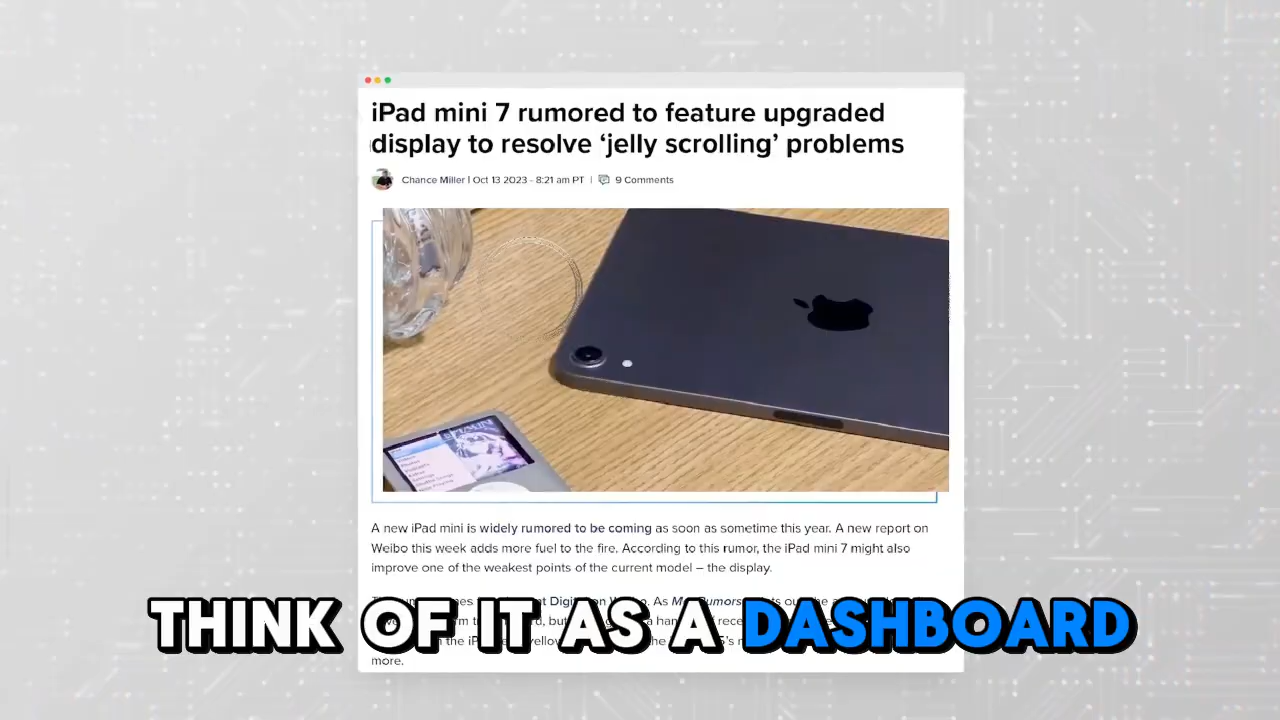 iPad mini 7 rumored to feature upgraded
display to resolve ‘jelly scrolling’ problems
Chance Miller | Oct 13 2023 - 8:21 am PT | 9 Comments
A new iPad mini is widely rumored to be coming as soon as sometime this year. A new report on
Weibo this week adds more fuel to the fire. According to this rumor, the iPad mini 7 might also
improve one of the weakest points of the current model – the display.
THINK OF IT AS A DASHBOARD
more.